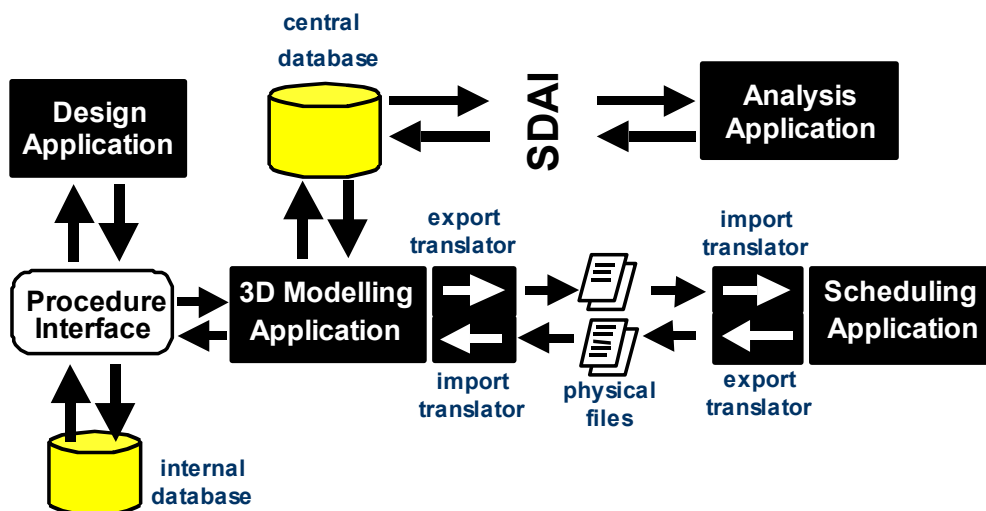 central
database
Design
Application
SDAI
Analysis
Application
export
translator
import
translator
Procedure
Interface
3D Modelling
Application
Scheduling
Application
import
translator
physical
files
export
translator
internal
database